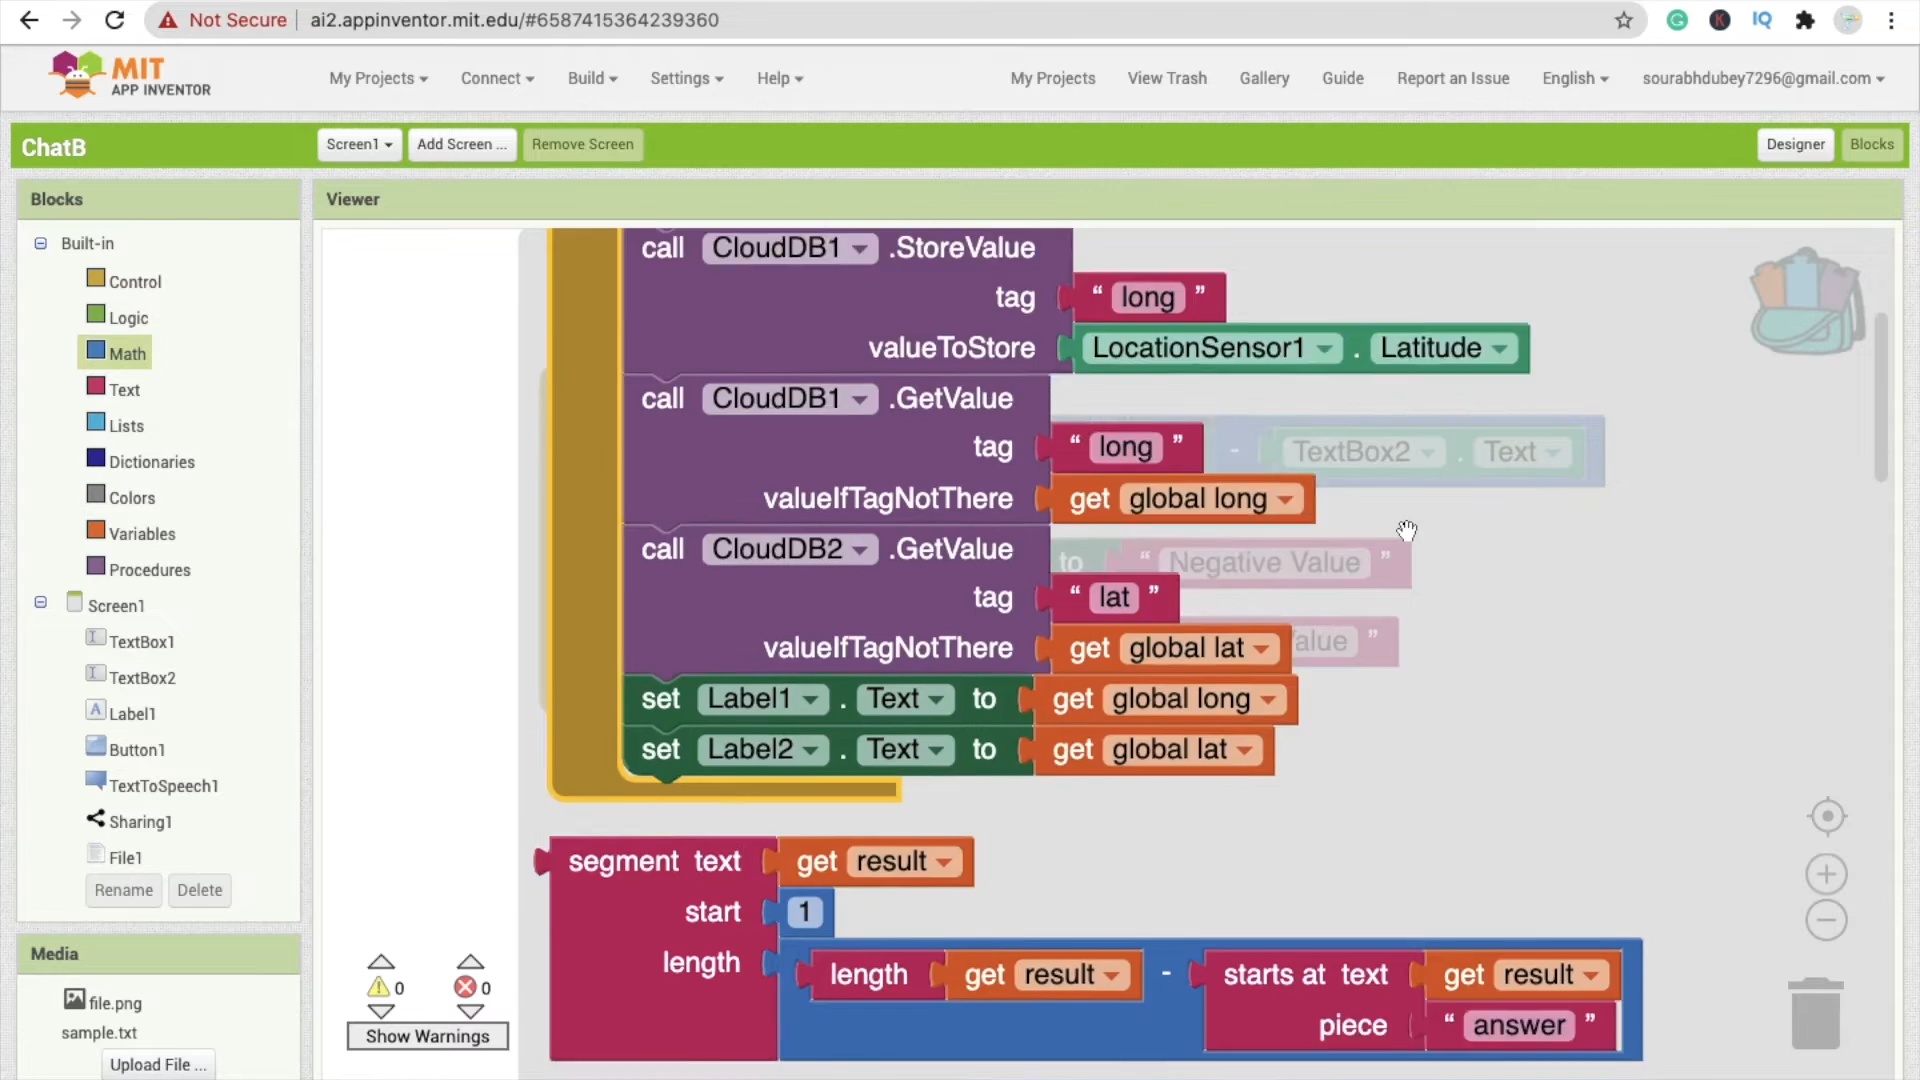 Not Secure ai2.appinventor.mit.edu/#6587415364239360
MIT
APP INVENTOR
My Projects Connect Build Settings Help My Projects View Trash Gallery Guide Report an Issue English sourabhdubey7296@gmail.com
ChatB Screen1 Add Screen ... Remove Screen Designer Blocks
Blocks
Viewer
Built-in
Control
Logic
Math
Text
Lists
Dictionaries
Colors
Variables
Procedures
Screen1
TextBox1
TextBox2
Label1
Button1
TextToSpeech1
Sharing1
File1
Rename Delete
Media
file.png
sample.txt
Upload File ...
call CloudDB1 .StoreValue
tag " long "
valueToStore LocationSensor1 . Latitude
call CloudDB1 .GetValue
tag " long " - TextBox2 . Text
valueIfTagNotThere get global long
call CloudDB2 .GetValue
to " Negative Value "
tag " lat "
valueIfTagNotThere get global lat
set Label1 . Text to get global long
set Label2 . Text to get global lat
segment text get result
start 1
length length get result - starts at text get result
piece " answer "
0 0
Show Warnings